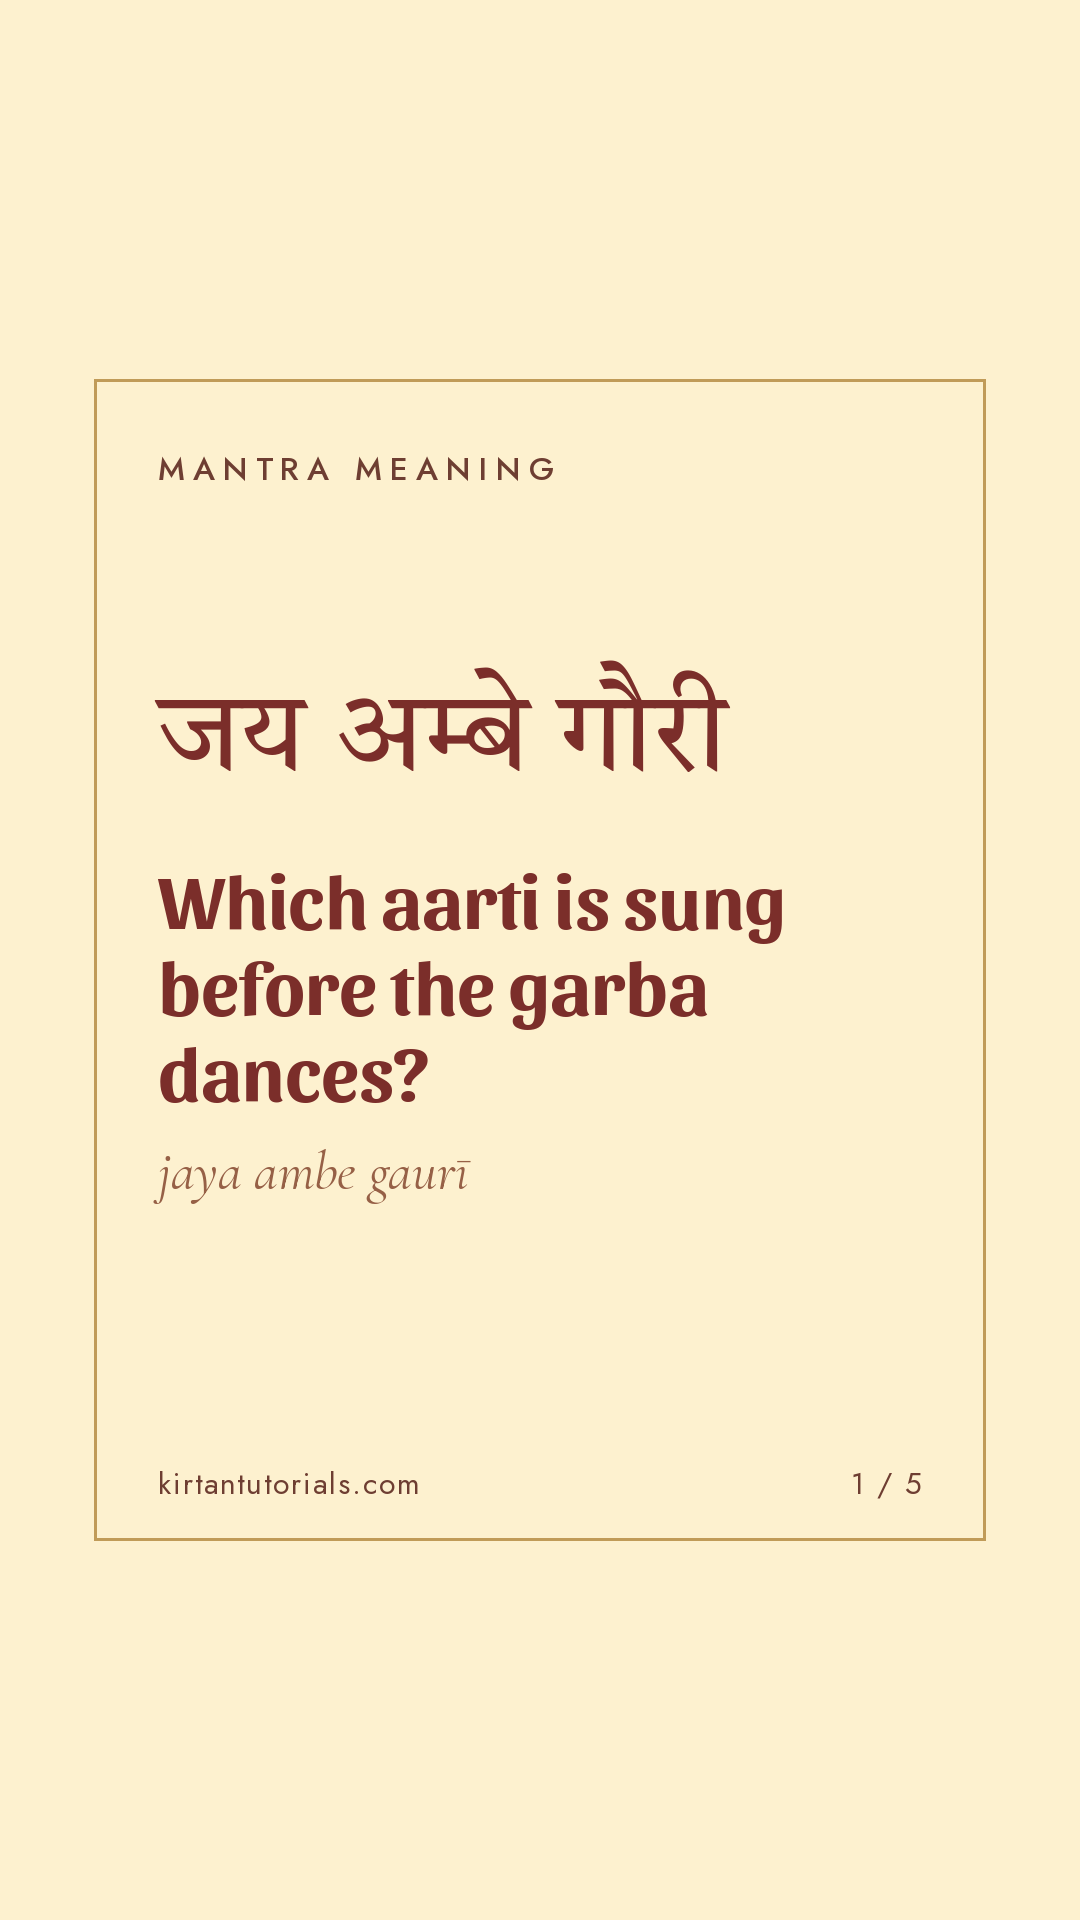 MANTRA MEANING
जय अम्बे गौरी
Which aarti is sung
before the garba
dances?
jaya ambe gaurī
kirtantutorials.com
1 / 5